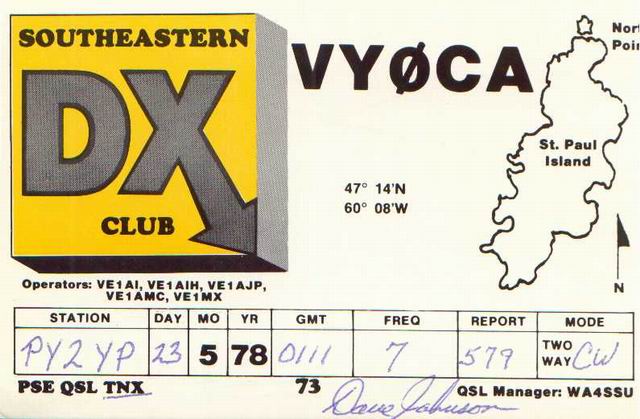 SOUTHEASTERN
DX
CLUB
VYØCA
Nor
Poi
St. Paul
Island
47° 14'N
60° 08'W
N
Operators: VE1AI, VE1AIH, VE1AJP,
VE1AMC, VE1MX
STATION DAY MO YR GMT FREQ REPORT MODE
PY2YP 23 5 78 0111 7 579 TWO WAY CW
PSE QSL TNX 73 Dave Johnson QSL Manager: WA4SSU